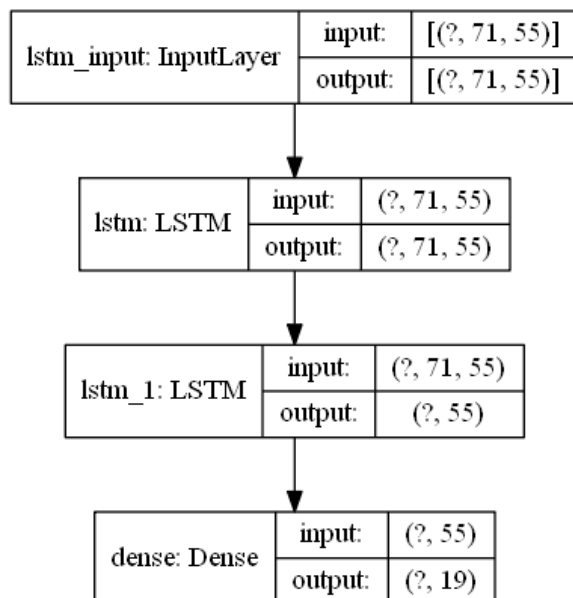 lstm_input: InputLayer
input: [(?, 71, 55)]
output: [(?, 71, 55)]
lstm: LSTM
input: (?, 71, 55)
output: (?, 71, 55)
lstm_1: LSTM
input: (?, 71, 55)
output: (?, 55)
dense: Dense
input: (?, 55)
output: (?, 19)